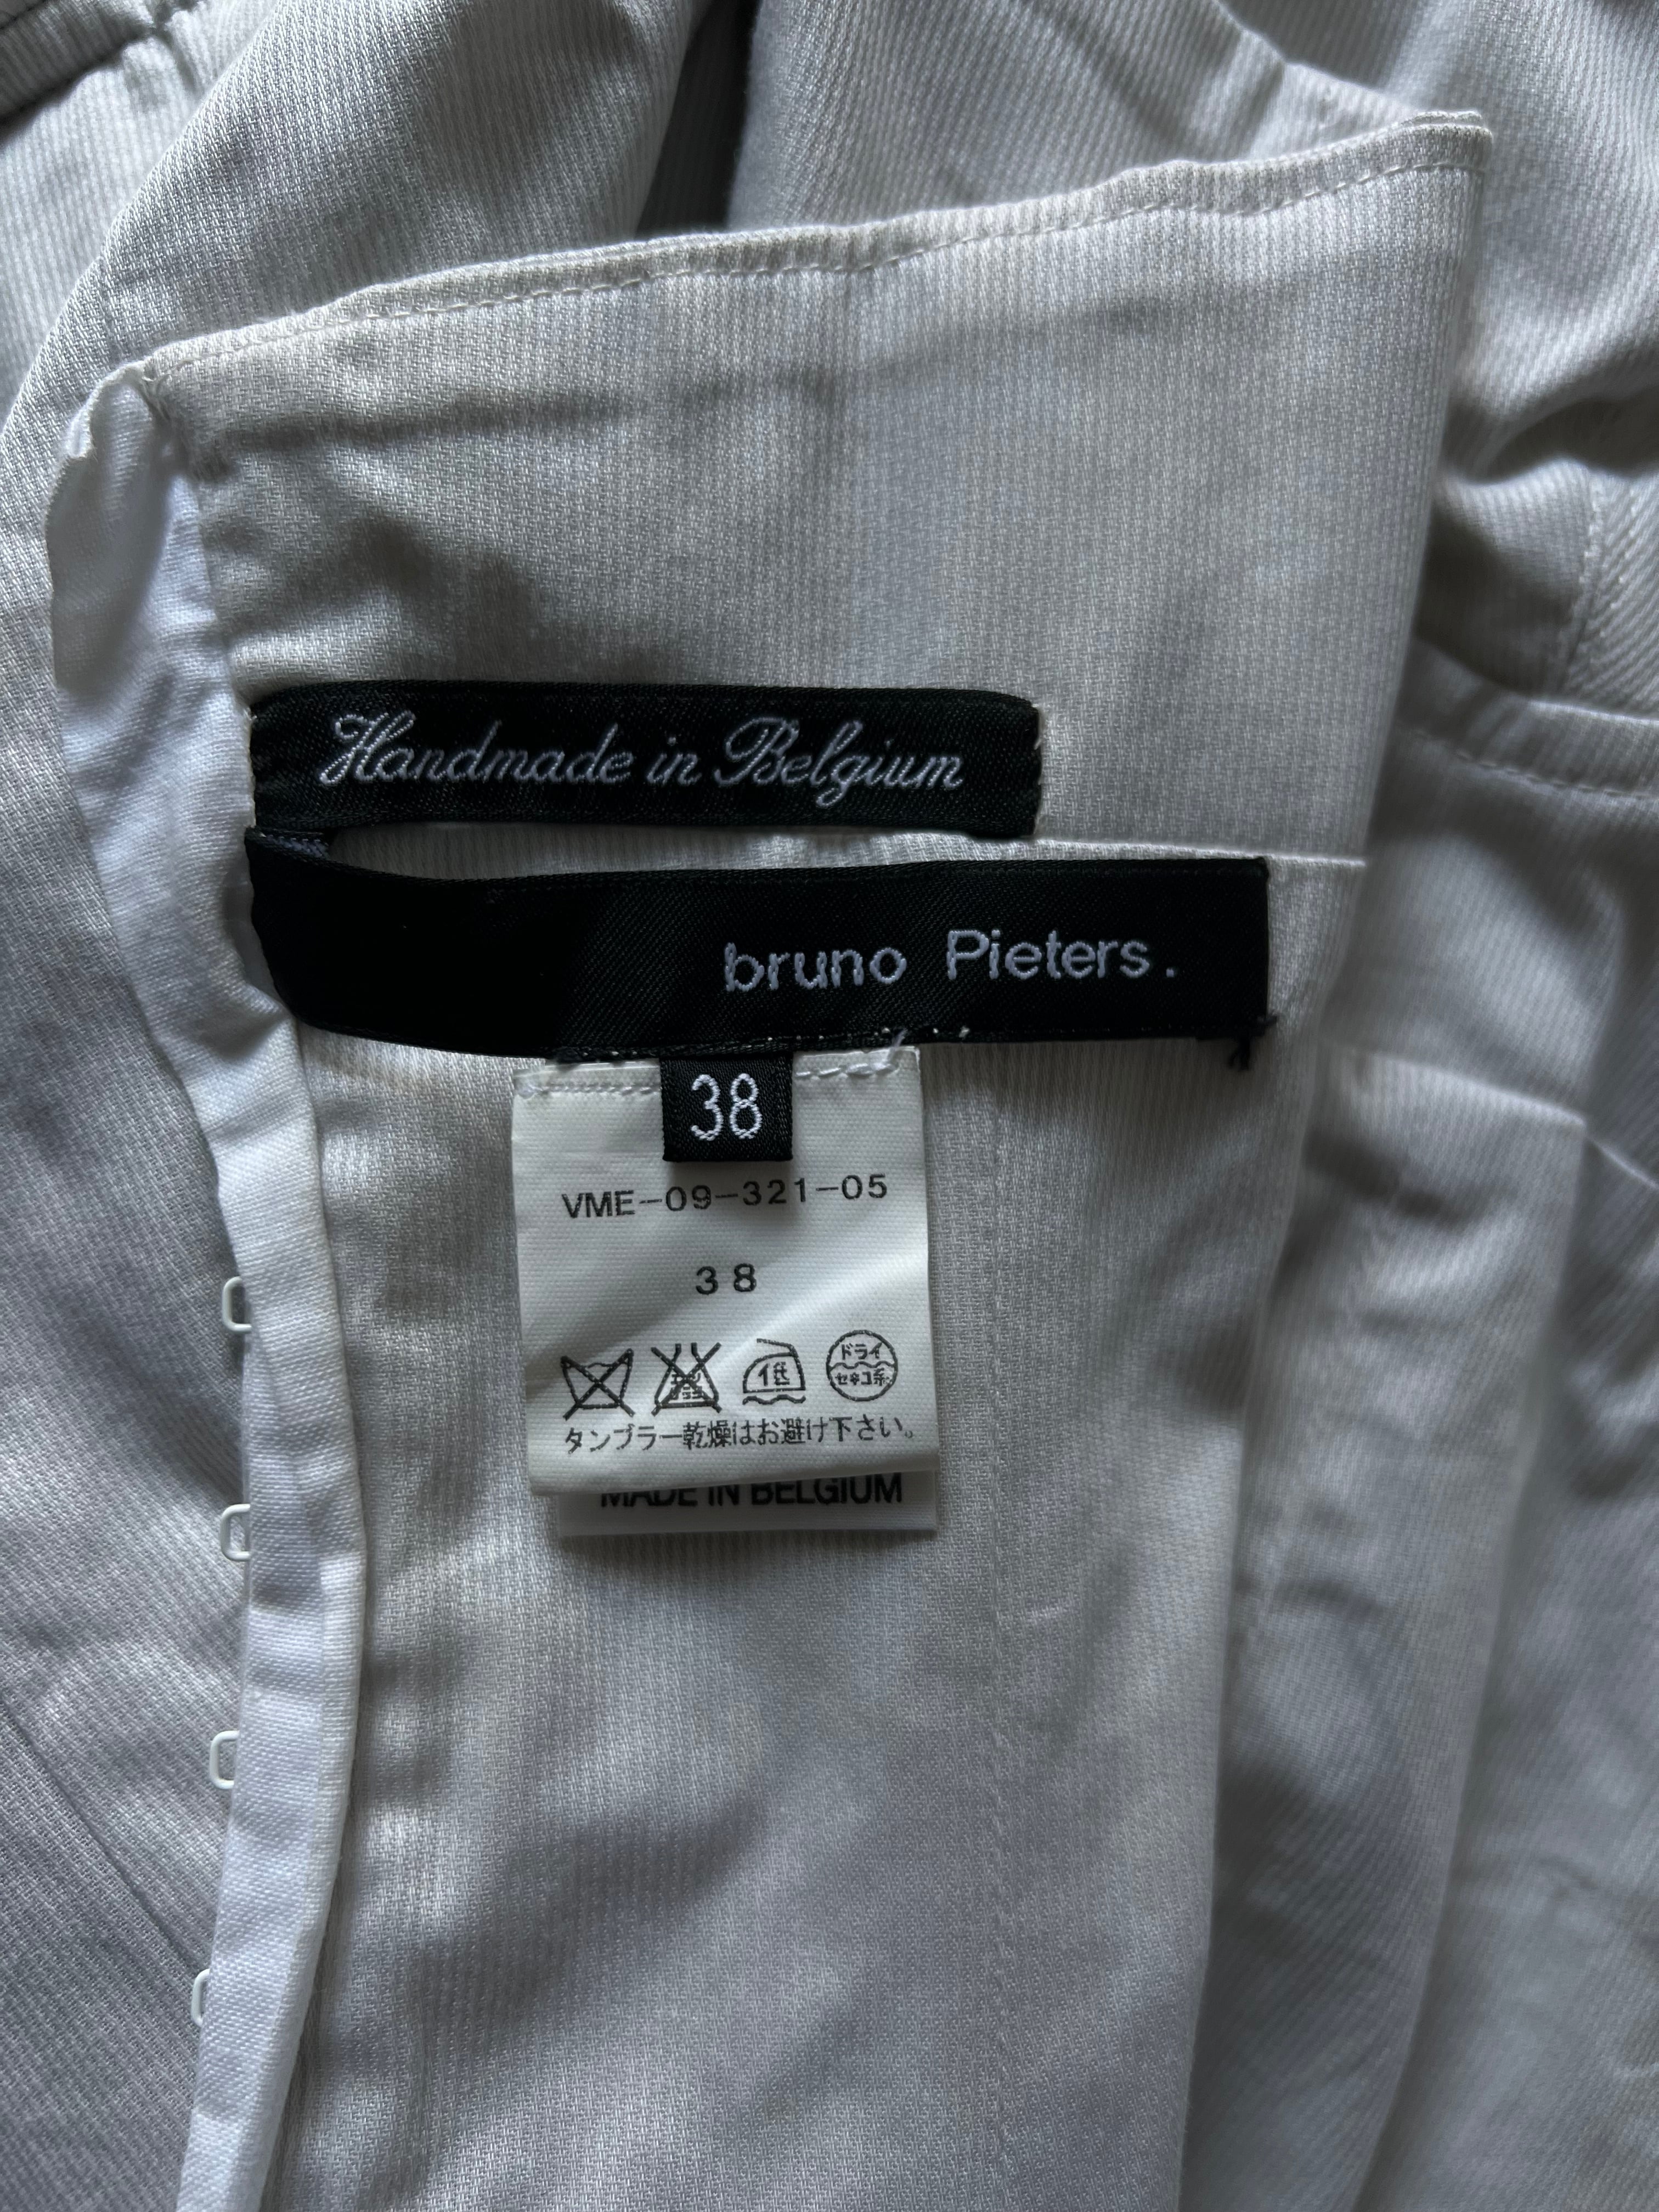 Handmade in Belgium
bruno Pieters.
38
VME-09-321-05
38
低
ドライ
セキユ系
タンブラー乾燥はお避け下さい。
MADE IN BELGIUM